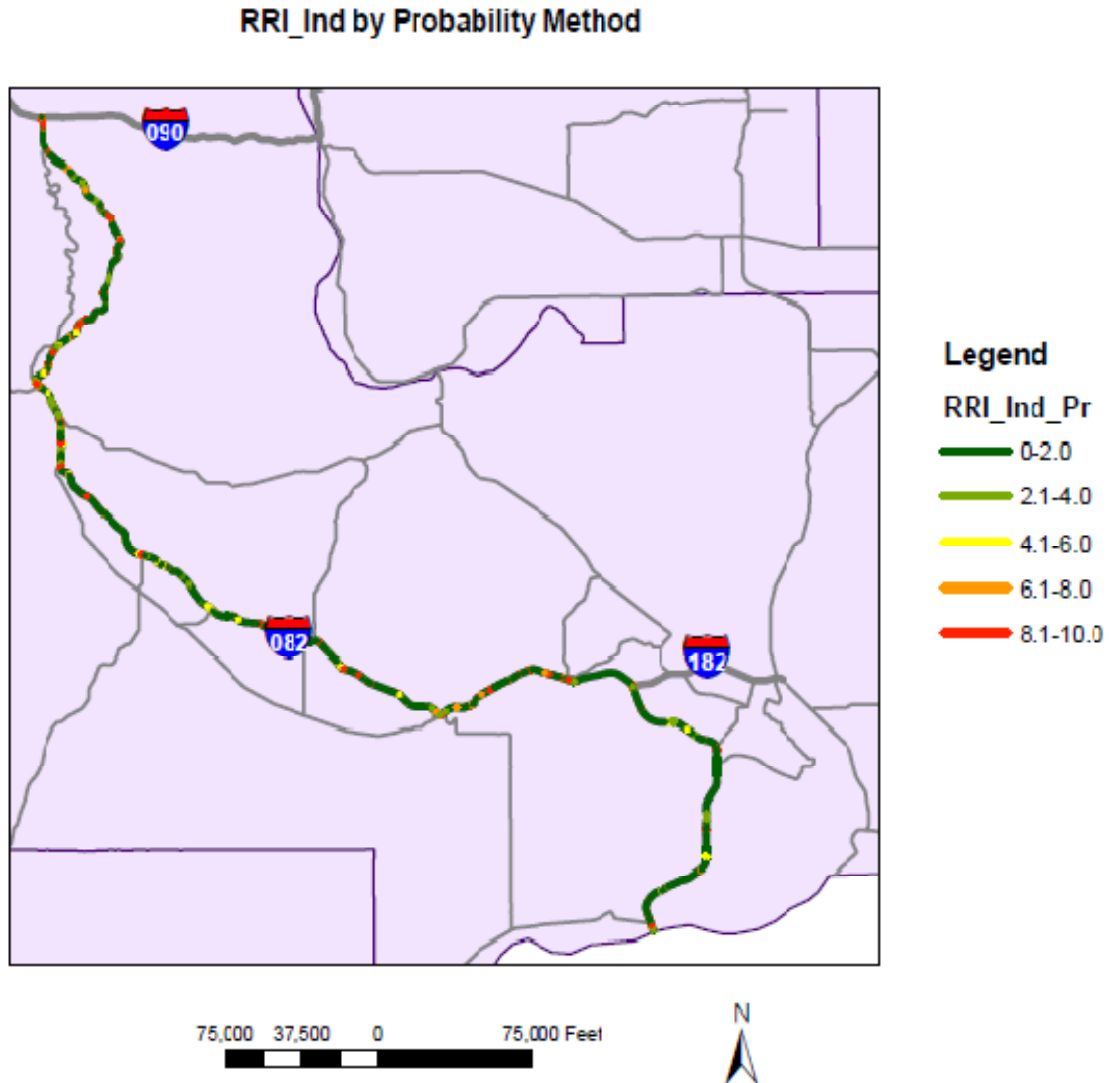 RRI_Ind by Probability Method
090
082
182
Legend
RRI_Ind_Pr
0-2.0
2.1-4.0
4.1-6.0
6.1-8.0
8.1-10.0
75,000 37,500 0 75,000 Feet
N